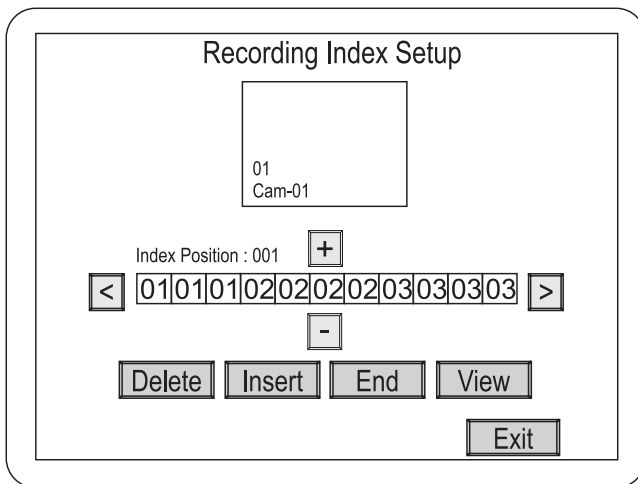 Recording Index Setup
01
Cam-01
Index Position : 001
+
< 01 01 01 02 02 02 02 03 03 03 03 >
-
Delete Insert End View
Exit